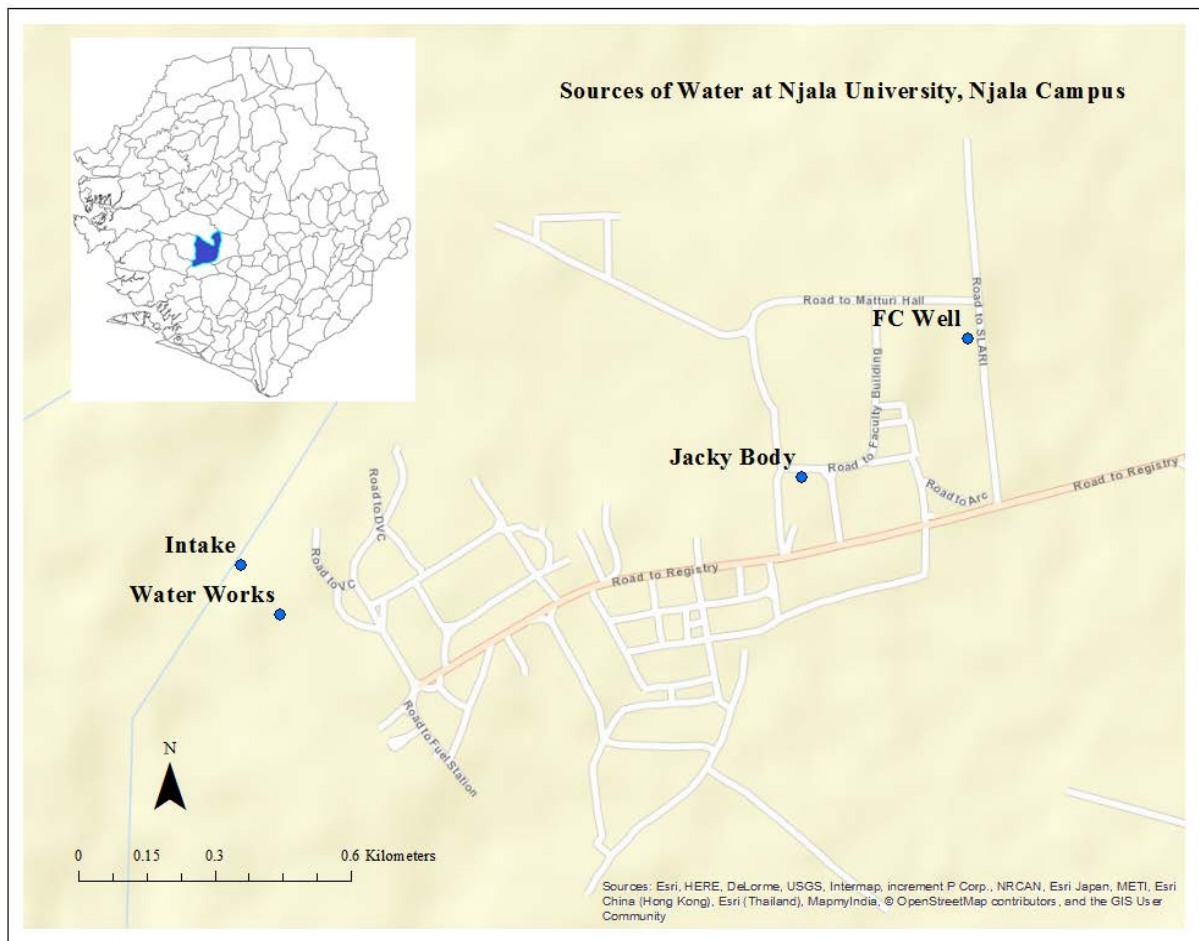 Sources of Water at Njala University, Njala Campus
Road to Matturi Hall
FC Well
Road to SLARI
Road to Faculty Building
Jacky Body
Road to Arc
Road to Registry
Road to DVC
Intake
Road to VC
Road to Registry
Water Works
Road to Fuel Station
N
0 0.15 0.3 0.6 Kilometers
Sources: Esri, HERE, DeLorme, USGS, Intermap, increment P Corp., NRCAN, Esri Japan, METI, Esri
China (Hong Kong), Esri (Thailand), MapmyIndia, © OpenStreetMap contributors, and the GIS User
Community